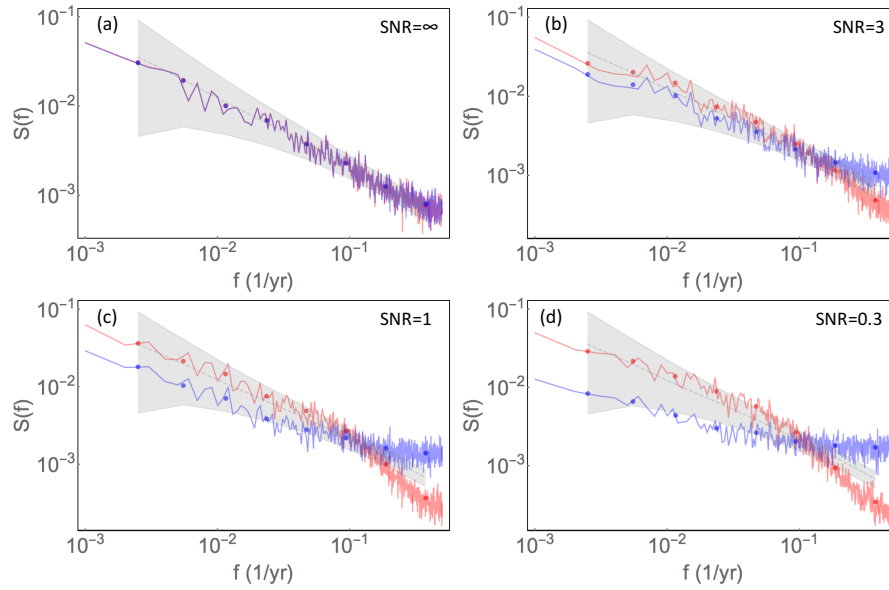 (a) SNR=∞
10⁻¹
10⁻²
10⁻³
S(f)
10⁻³ 10⁻² 10⁻¹
f (1/yr)
(b) SNR=3
10⁻¹
10⁻²
10⁻³
S(f)
10⁻³ 10⁻² 10⁻¹
f (1/yr)
(c) SNR=1
10⁻¹
10⁻²
10⁻³
S(f)
10⁻³ 10⁻² 10⁻¹
f (1/yr)
(d) SNR=0.3
10⁻¹
10⁻²
10⁻³
S(f)
10⁻³ 10⁻² 10⁻¹
f (1/yr)